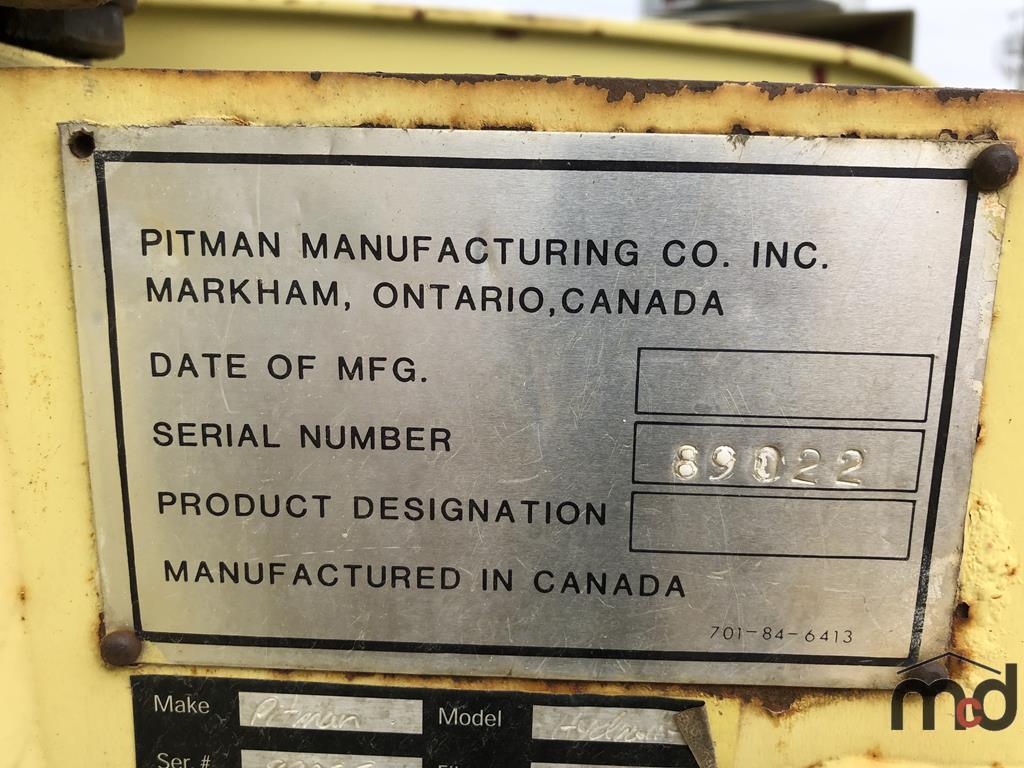 PITMAN MANUFACTURING CO. INC.
MARKHAM, ONTARIO, CANADA
DATE OF MFG.
SERIAL NUMBER 89022
PRODUCT DESIGNATION
MANUFACTURED IN CANADA
701-84-6413
Make Pitman Model
Ser. #
mcd